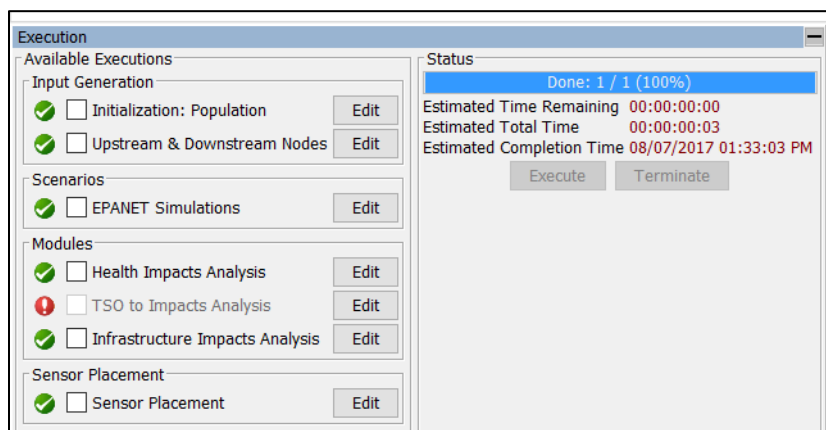 Execution
Available Executions
Input Generation
Initialization: Population Edit
Upstream & Downstream Nodes Edit
Scenarios
EPANET Simulations Edit
Modules
Health Impacts Analysis Edit
TSO to Impacts Analysis Edit
Infrastructure Impacts Analysis Edit
Sensor Placement
Sensor Placement Edit
Status
Done: 1 / 1 (100%)
Estimated Time Remaining 00:00:00:00
Estimated Total Time 00:00:00:03
Estimated Completion Time 08/07/2017 01:33:03 PM
Execute Terminate